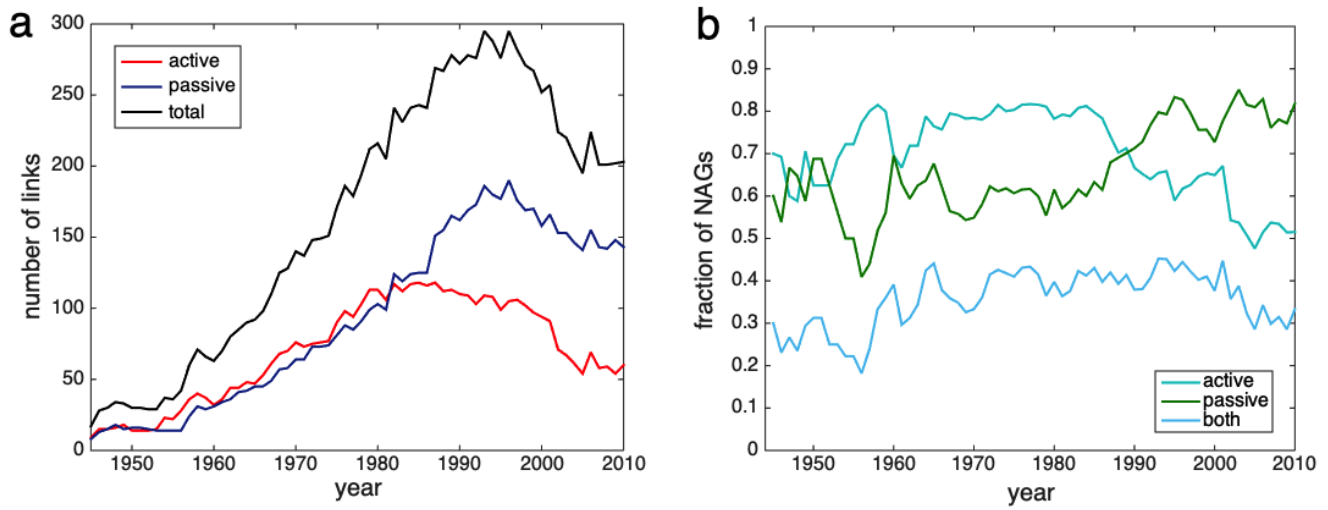 a
300
250
200
150
100
50
0
number of links
active
passive
total
1950 1960 1970 1980 1990 2000 2010
year
b
1
0.9
0.8
0.7
0.6
0.5
0.4
0.3
0.2
0.1
0
fraction of NAGs
active
passive
both
1950 1960 1970 1980 1990 2000 2010
year